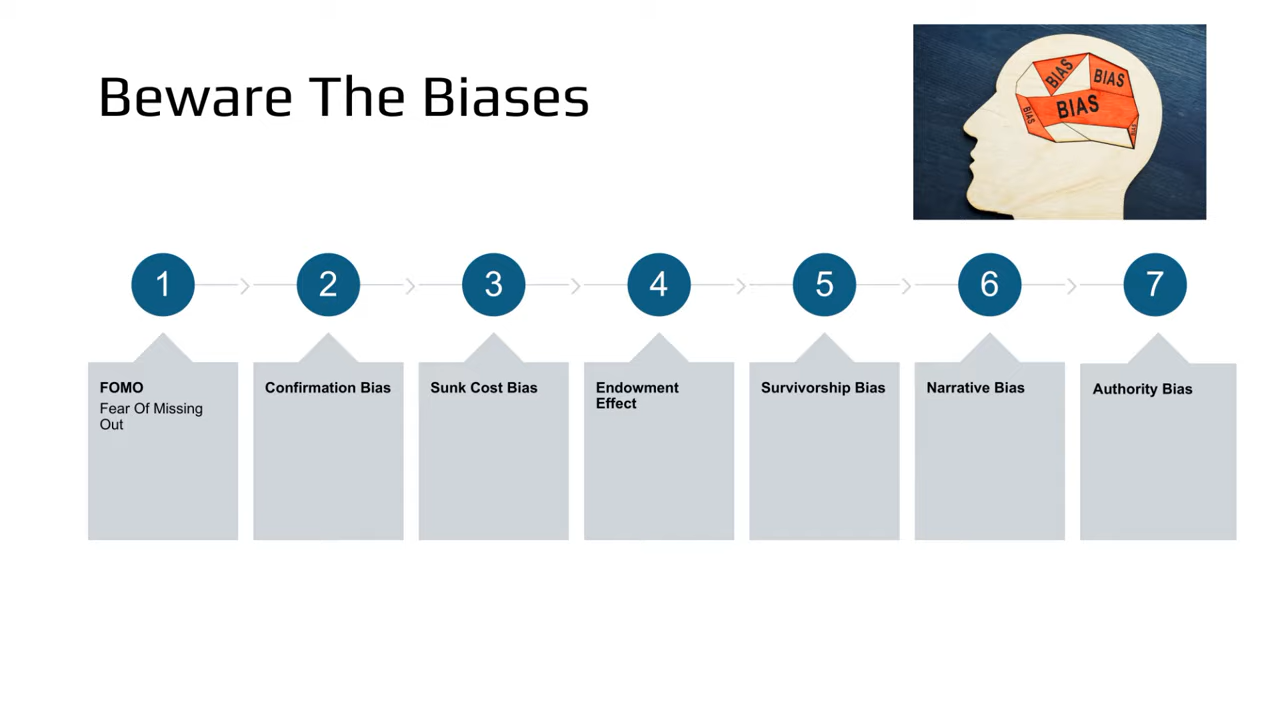 Beware The Biases
BIAS
BIAS
BIAS
BIAS
1
2
3
4
5
6
7
FOMO
Fear Of Missing
Out
Confirmation Bias
Sunk Cost Bias
Endowment
Effect
Survivorship Bias
Narrative Bias
Authority Bias